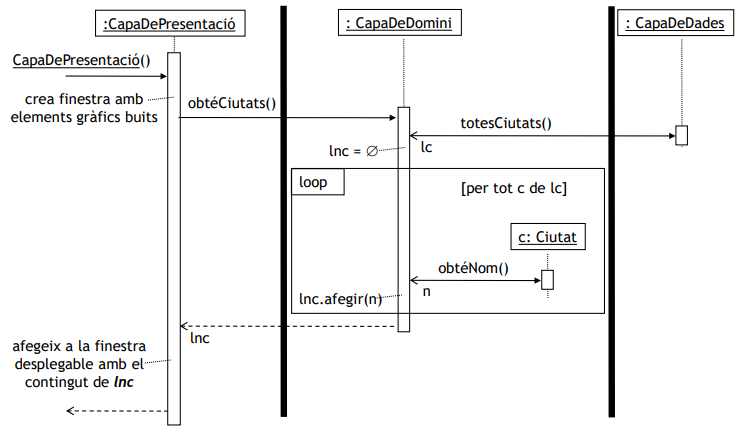 :CapaDePresentació
: CapaDeDomini
: CapaDeDades
CapaDePresentació()
crea finestra amb
elements gràfics buits
obtéCiutats()
totesCiutats()
lnc = ∅
lc
loop
[per tot c de lc]
c: Ciutat
obtéNom()
n
lnc.afegir(n)
lnc
afegeix a la finestra
desplegable amb el
contingut de lnc